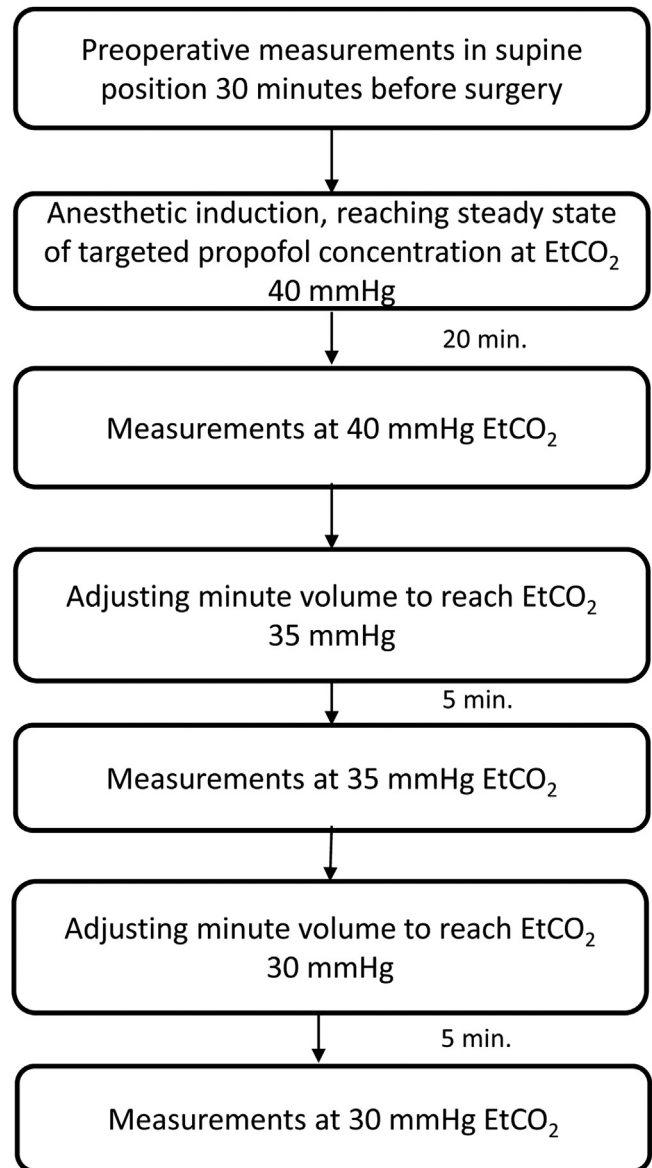 Preoperative measurements in supine
position 30 minutes before surgery
Anesthetic induction, reaching steady state
of targeted propofol concentration at EtCO₂
40 mmHg
20 min.
Measurements at 40 mmHg EtCO₂
Adjusting minute volume to reach EtCO₂
35 mmHg
5 min.
Measurements at 35 mmHg EtCO₂
Adjusting minute volume to reach EtCO₂
30 mmHg
5 min.
Measurements at 30 mmHg EtCO₂